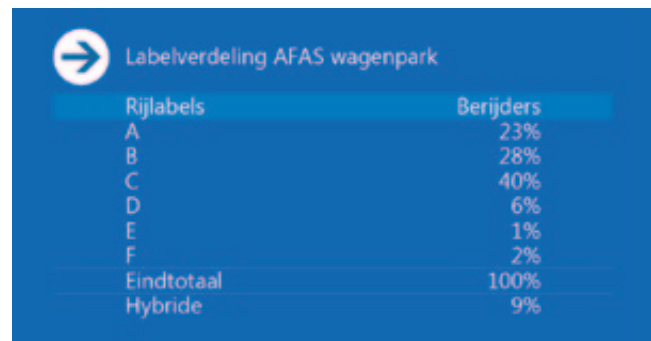 Labelverdeling AFAS wagenpark
Rijlabels Berijders
A 23%
B 28%
C 40%
D 6%
E 1%
F 2%
Eindtotaal 100%
Hybride 9%